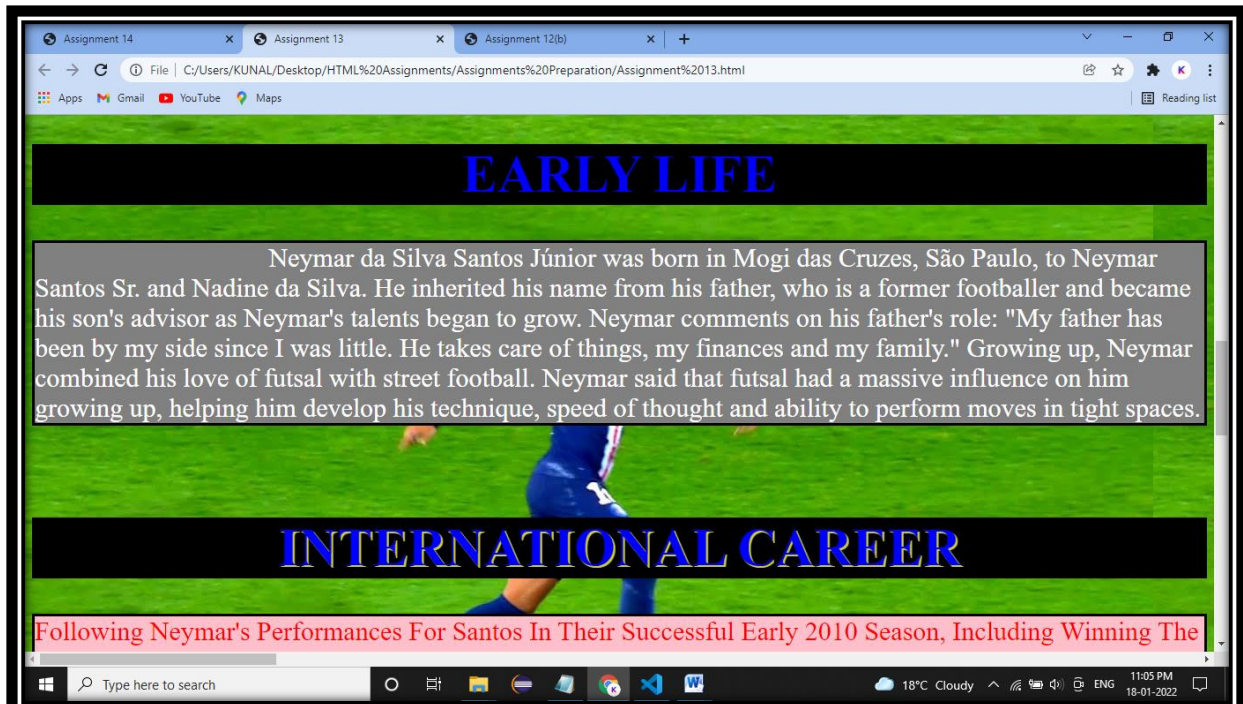 Assignment 14
Assignment 13
Assignment 12(b)
File | C:/Users/KUNAL/Desktop/HTML%20Assignments/Assignments%20Preparation/Assignment%2013.html
K
Apps
Gmail
YouTube
Maps
Reading list
EARLY LIFE
Neymar da Silva Santos Júnior was born in Mogi das Cruzes, São Paulo, to Neymar
Santos Sr. and Nadine da Silva. He inherited his name from his father, who is a former footballer and became
his son's advisor as Neymar's talents began to grow. Neymar comments on his father's role: "My father has
been by my side since I was little. He takes care of things, my finances and my family." Growing up, Neymar
combined his love of futsal with street football. Neymar said that futsal had a massive influence on him
growing up, helping him develop his technique, speed of thought and ability to perform moves in tight spaces.
INTERNATIONAL CAREER
Following Neymar's Performances For Santos In Their Successful Early 2010 Season, Including Winning The
Type here to search
18°C Cloudy
ENG
11:05 PM
18-01-2022